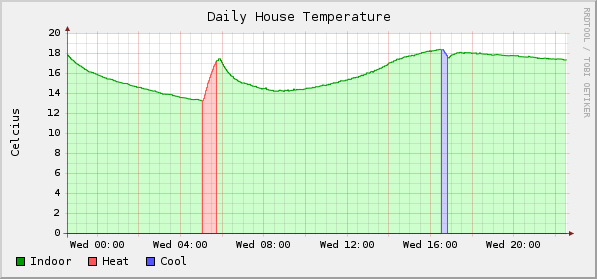 Daily House Temperature
RRDTOOL / TOBI OETIKER
Celcius
20
18
16
14
12
10
8
6
4
2
0
Wed 00:00 Wed 04:00 Wed 08:00 Wed 12:00 Wed 16:00 Wed 20:00
Indoor Heat Cool